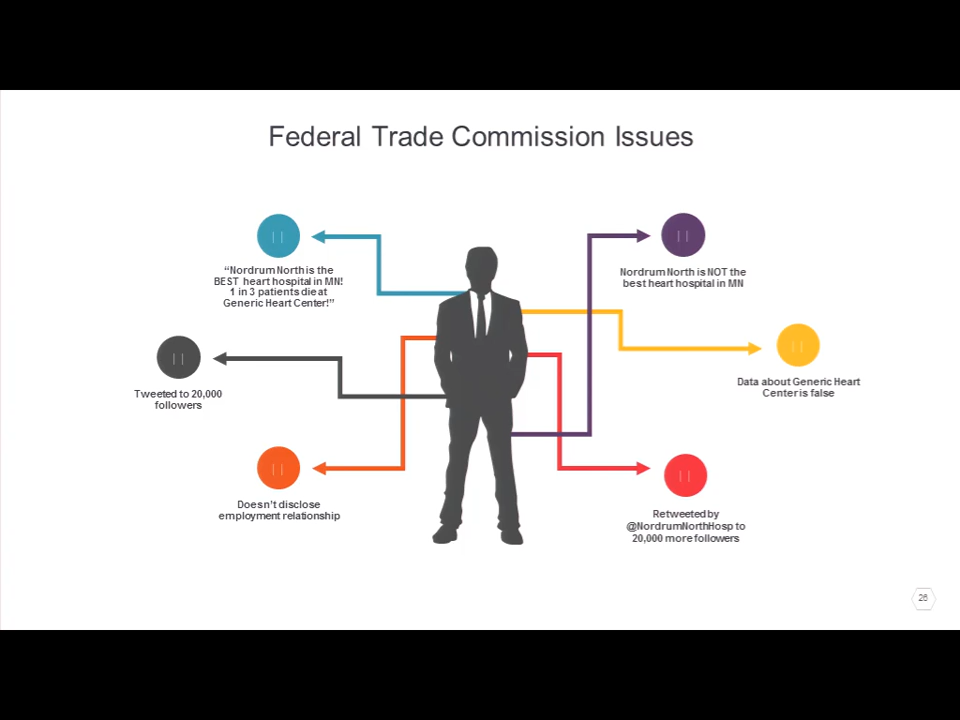 Federal Trade Commission Issues
“Nordrum North is the
BEST heart hospital in MN!
1 in 3 patients die at
Generic Heart Center!”
Nordrum North is NOT the
best heart hospital in MN
Tweeted to 20,000
followers
Data about Generic Heart
Center is false
Doesn’t disclose
employment relationship
Retweeted by
@NordrumNorthHosp to
20,000 more followers
26